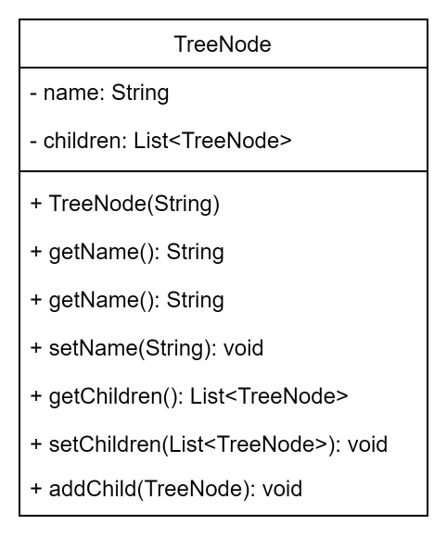 TreeNode
- name: String
- children: List<TreeNode>
+ TreeNode(String)
+ getName(): String
+ getName(): String
+ setName(String): void
+ getChildren(): List<TreeNode>
+ setChildren(List<TreeNode>): void
+ addChild(TreeNode): void